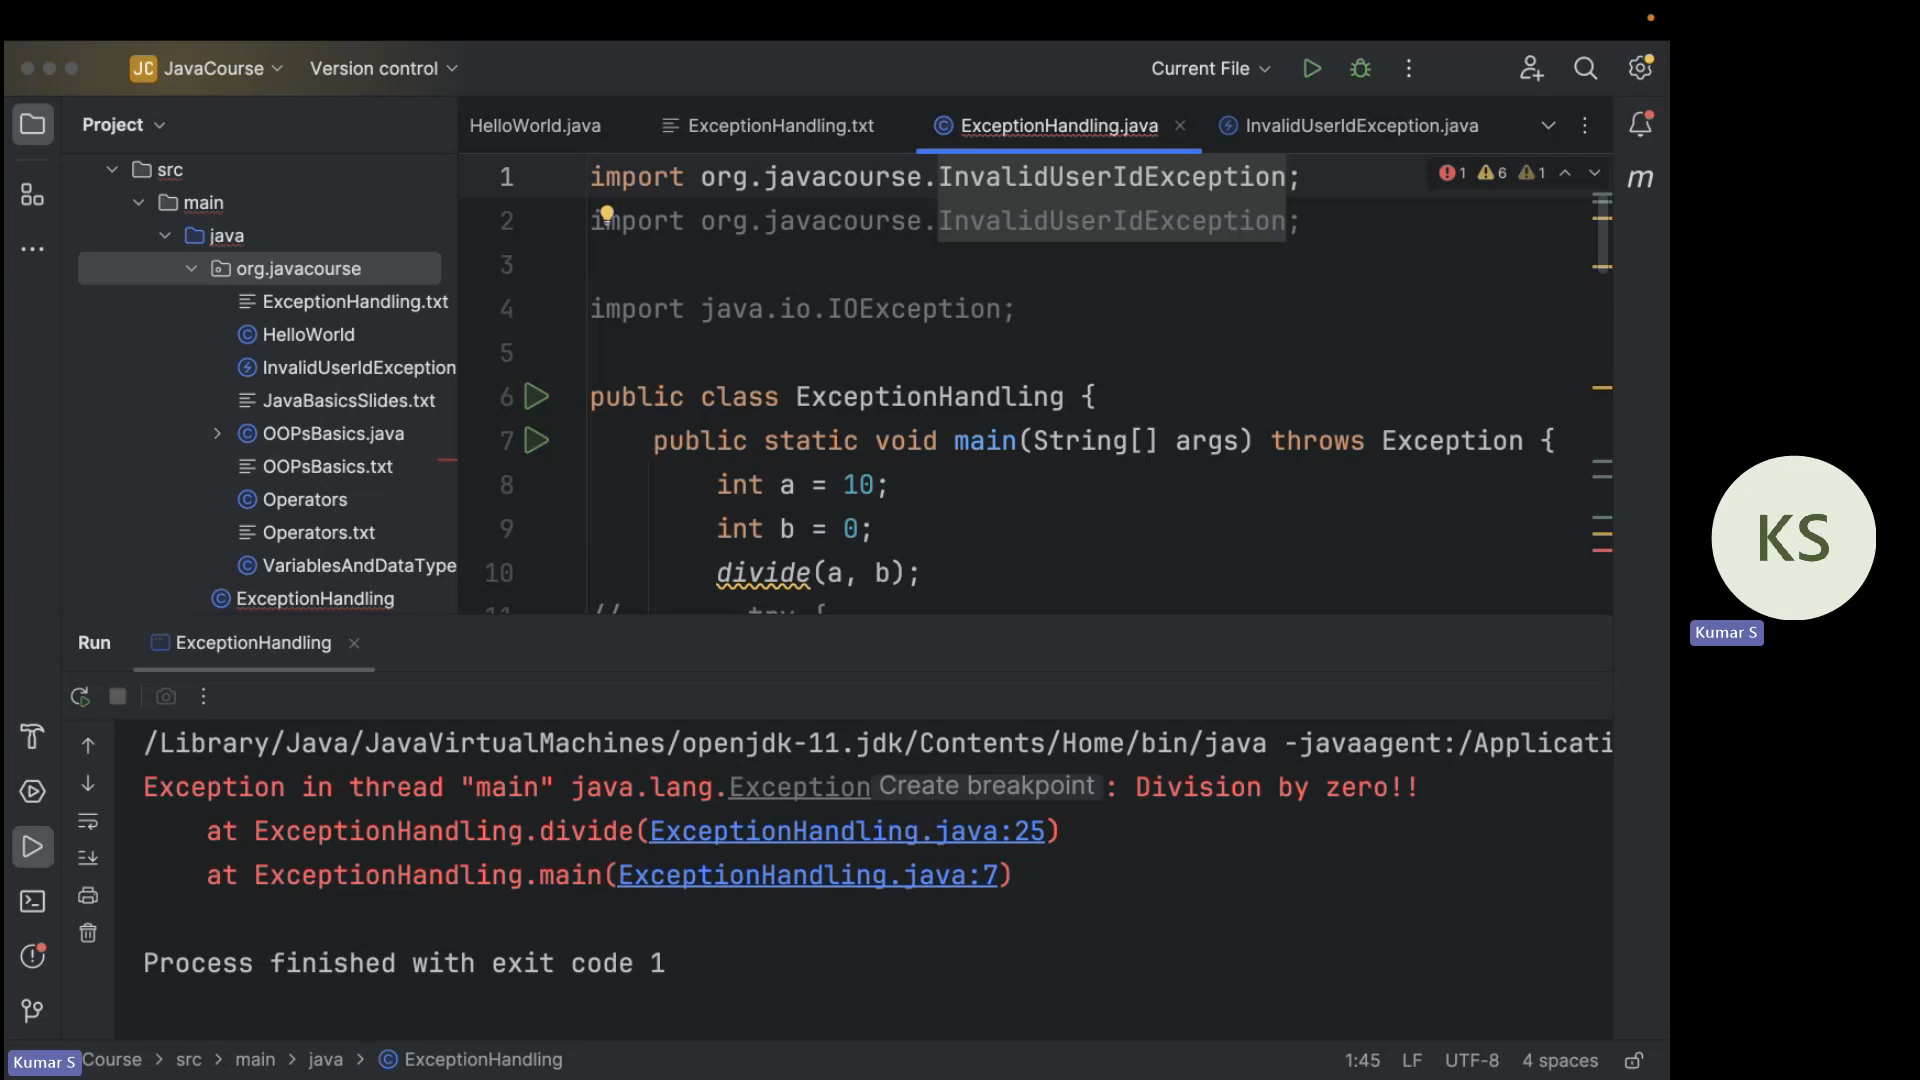 JC JavaCourse Version control Current File
Project
HelloWorld.java ExceptionHandling.txt ExceptionHandling.java InvalidUserIdException.java
src
main
java
org.javacourse
ExceptionHandling.txt
HelloWorld
InvalidUserIdException
JavaBasicsSlides.txt
OOPsBasics.java
OOPsBasics.txt
Operators
Operators.txt
VariablesAndDataType
ExceptionHandling
1 import org.javacourse.InvalidUserIdException;
1 6 1
m
2 import org.javacourse.InvalidUserIdException;
3
4 import java.io.IOException;
5
6 public class ExceptionHandling {
7 public static void main(String[] args) throws Exception {
8 int a = 10;
9 int b = 0;
10 divide(a, b);
11 // try {
Run ExceptionHandling
/Library/Java/JavaVirtualMachines/openjdk-11.jdk/Contents/Home/bin/java -javaagent:/Applicati
Exception in thread "main" java.lang.Exception Create breakpoint : Division by zero!!
at ExceptionHandling.divide(ExceptionHandling.java:25)
at ExceptionHandling.main(ExceptionHandling.java:7)
Process finished with exit code 1
Kumar S Course > src > main > java > ExceptionHandling
1:45 LF UTF-8 4 spaces
KS
Kumar S